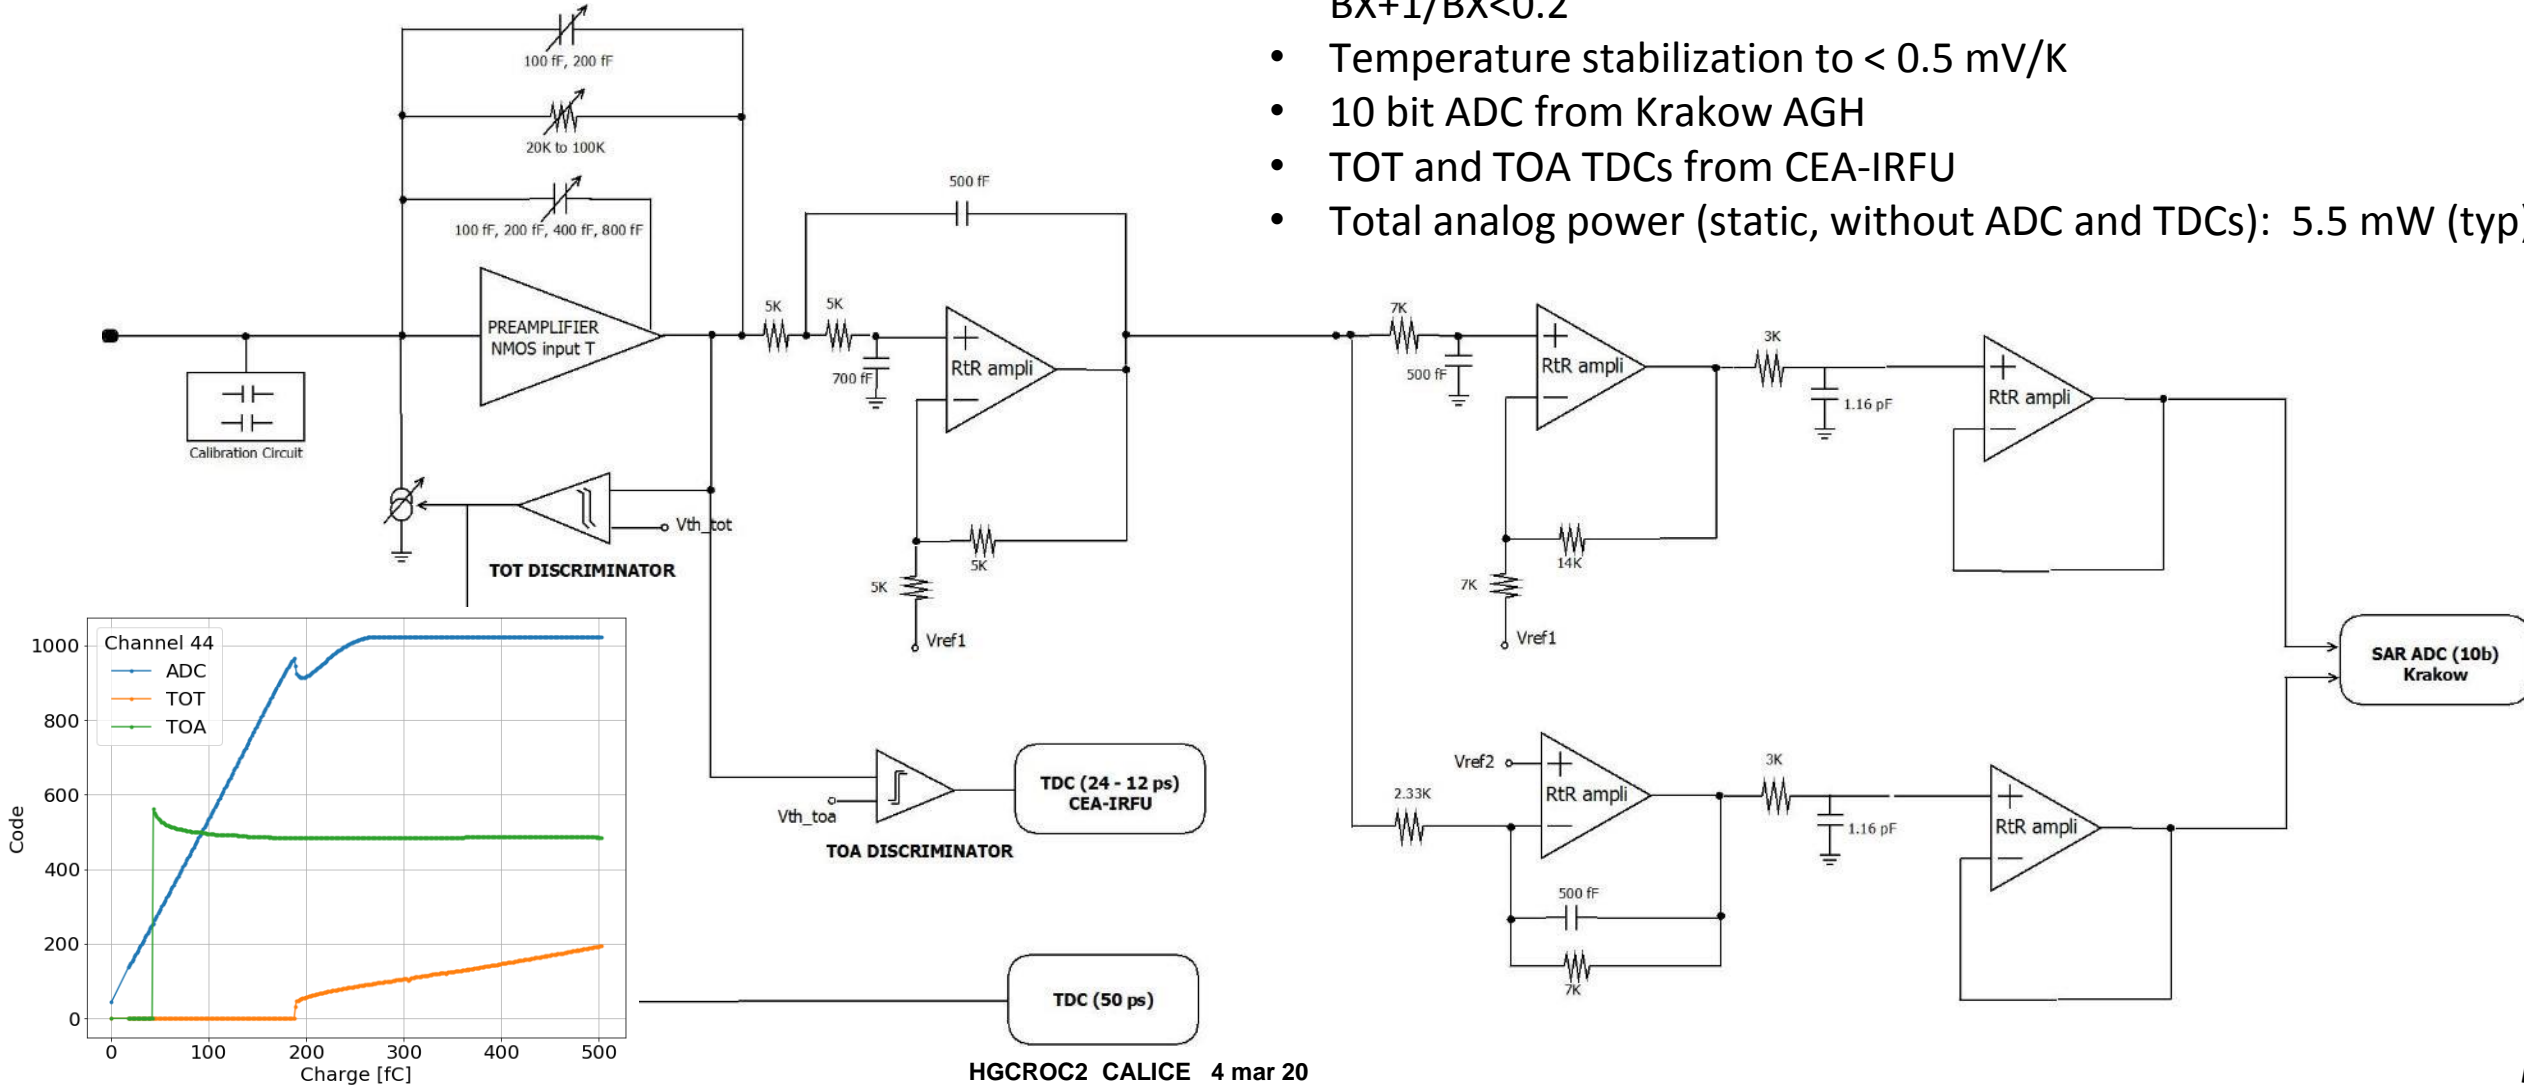 BX+1/BX<0.2
• Temperature stabilization to < 0.5 mV/K
• 10 bit ADC from Krakow AGH
• TOT and TOA TDCs from CEA-IRFU
• Total analog power (static, without ADC and TDCs): 5.5 mW (typ)
100 fF, 200 fF
20K to 100K
100 fF, 200 fF, 400 fF, 800 fF
PREAMPLIFIER
NMOS input T
Calibration Circuit
Vth_tot
TOT DISCRIMINATOR
5K
5K
500 fF
700 fF
+
RtR ampli
—
5K
5K
Vref1
7K
500 fF
+
RtR ampli
—
14K
7K
Vref1
3K
1.16 pF
+
RtR ampli
—
SAR ADC (10b)
Krakow
Vth_toa
TOA DISCRIMINATOR
TDC (24 - 12 ps)
CEA-IRFU
TDC (50 ps)
Vref2
2.33K
+
RtR ampli
—
500 fF
7K
3K
1.16 pF
+
RtR ampli
—
Channel 44
ADC
TOT
TOA
Code
1000
800
600
400
200
0
0 100 200 300 400 500
Charge [fC]
HGCROC2 CALICE 4 mar 20